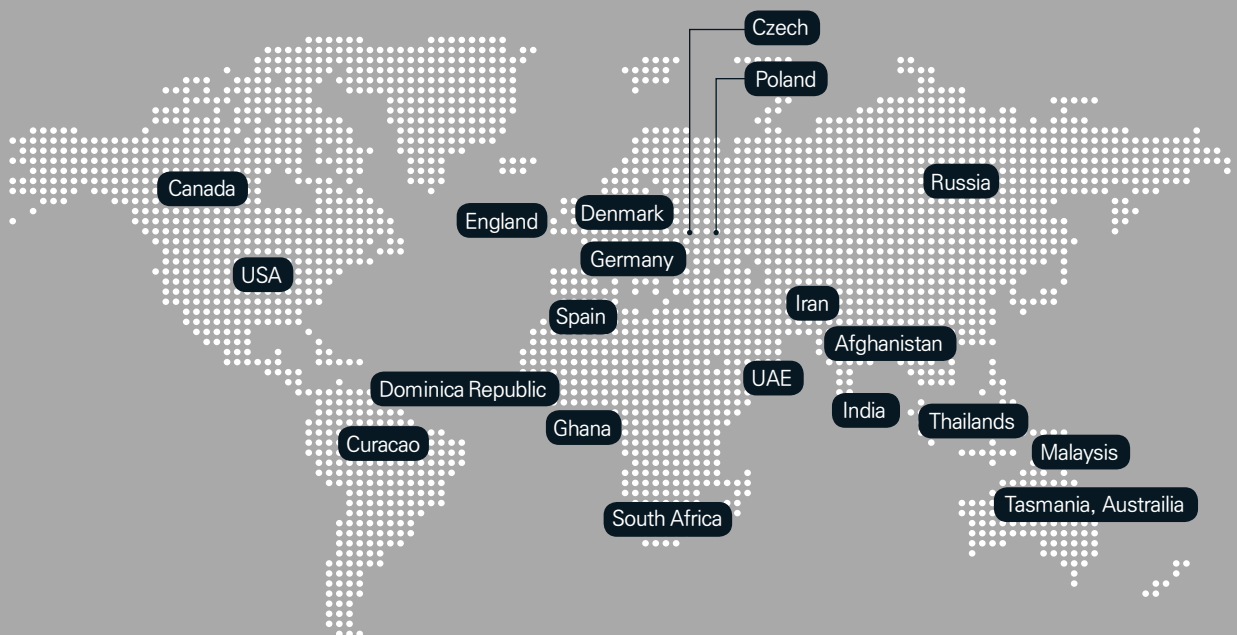 Czech
Poland
Canada
Russia
England
Denmark
Germany
USA
Iran
Spain
Afghanistan
UAE
Dominica Republic
India
Thailands
Ghana
Curacao
Malaysis
Tasmania, Austrailia
South Africa